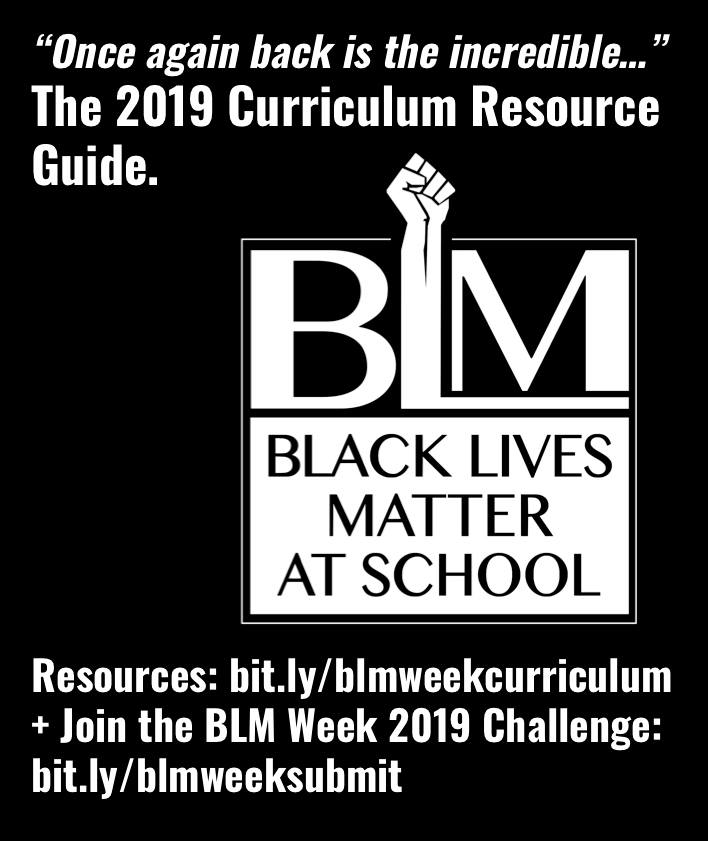 “Once again back is the incredible...”
The 2019 Curriculum Resource
Guide.
BLM
BLACK LIVES
MATTER
AT SCHOOL
Resources: bit.ly/blmweekcurriculum
+ Join the BLM Week 2019 Challenge:
bit.ly/blmweeksubmit